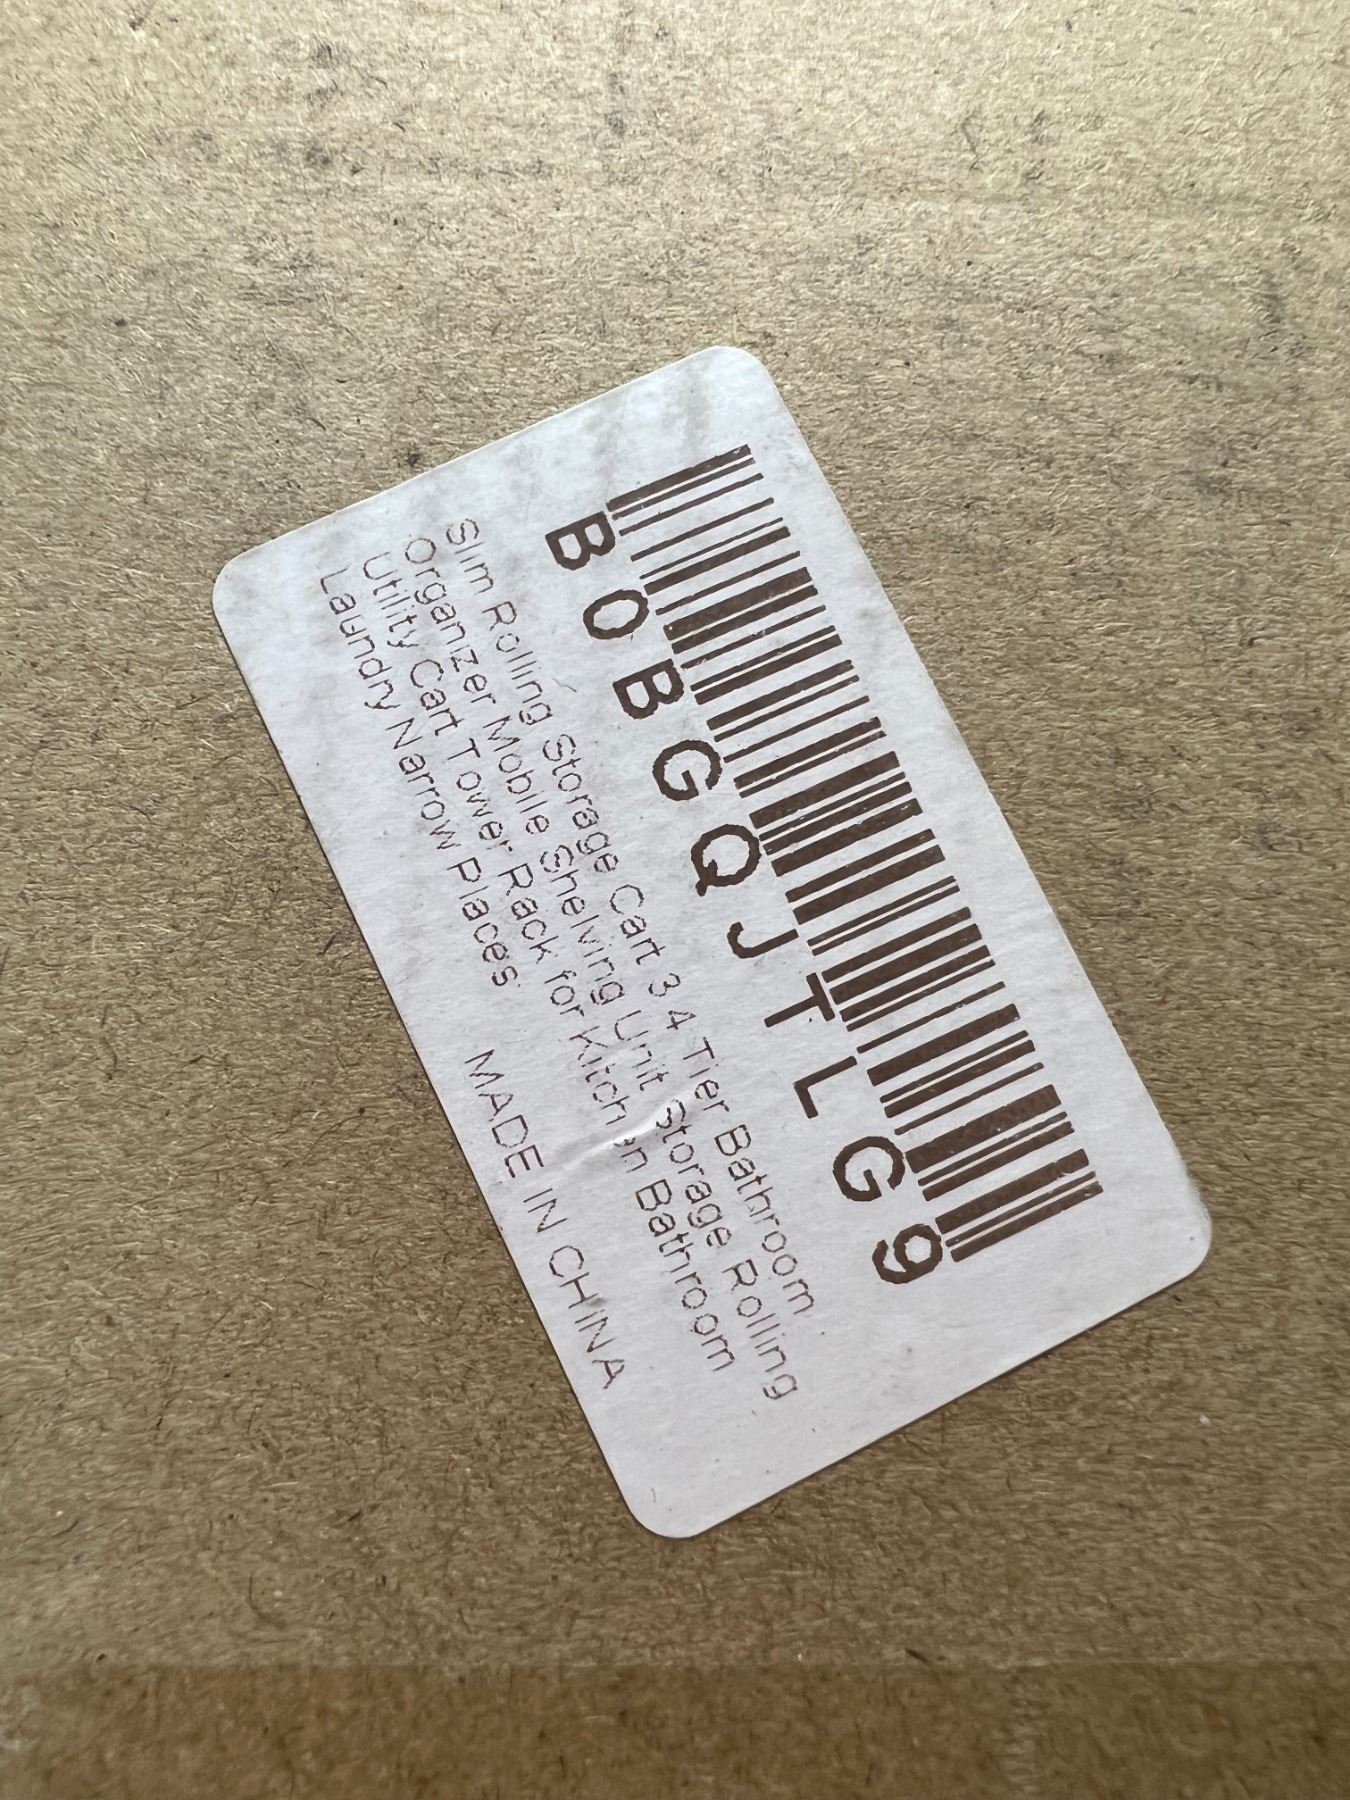 B0BGQJTLG9
Slim Rolling Storage Cart 3 4 Tier Bathroom
Organizer Mobile Shelving Unit Storage Rolling
Utility Cart Tower Rack for Kitchen Bathroom
Laundry Narrow Places
MADE IN CHINA